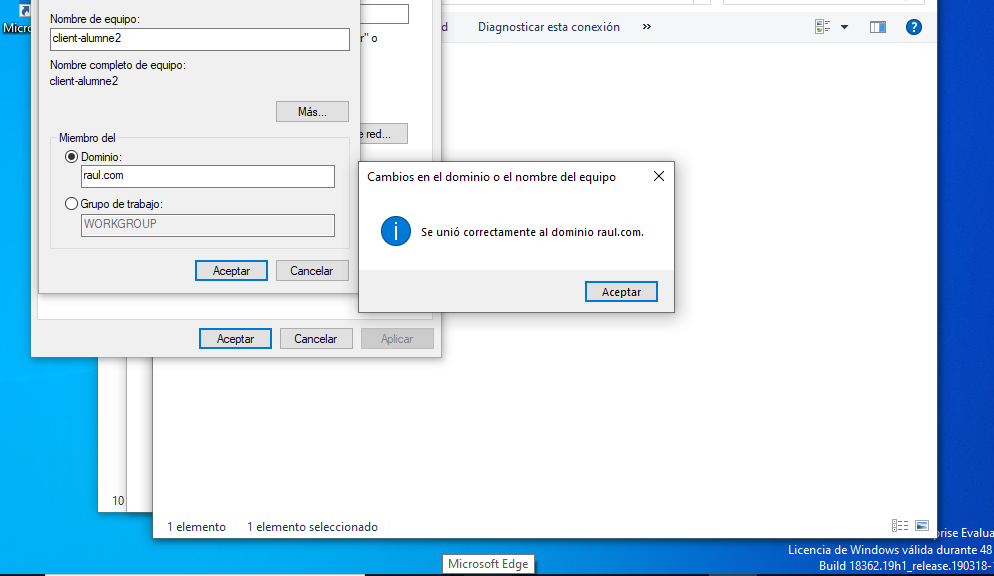 Nombre de equipo:
client-alumne2
Nombre completo de equipo:
client-alumne2
Más...
Miembro del
Dominio:
raul.com
Grupo de trabajo:
WORKGROUP
Aceptar
Cancelar
r" o
e red...
Aceptar
Cancelar
Aplicar
d
Diagnosticar esta conexión
»
?
Cambios en el dominio o el nombre del equipo
i
Se unió correctamente al dominio raul.com.
Aceptar
10
1 elemento
1 elemento seleccionado
Micro
Microsoft Edge
prise Evalua
Licencia de Windows válida durante 48
Build 18362.19h1_release.190318-